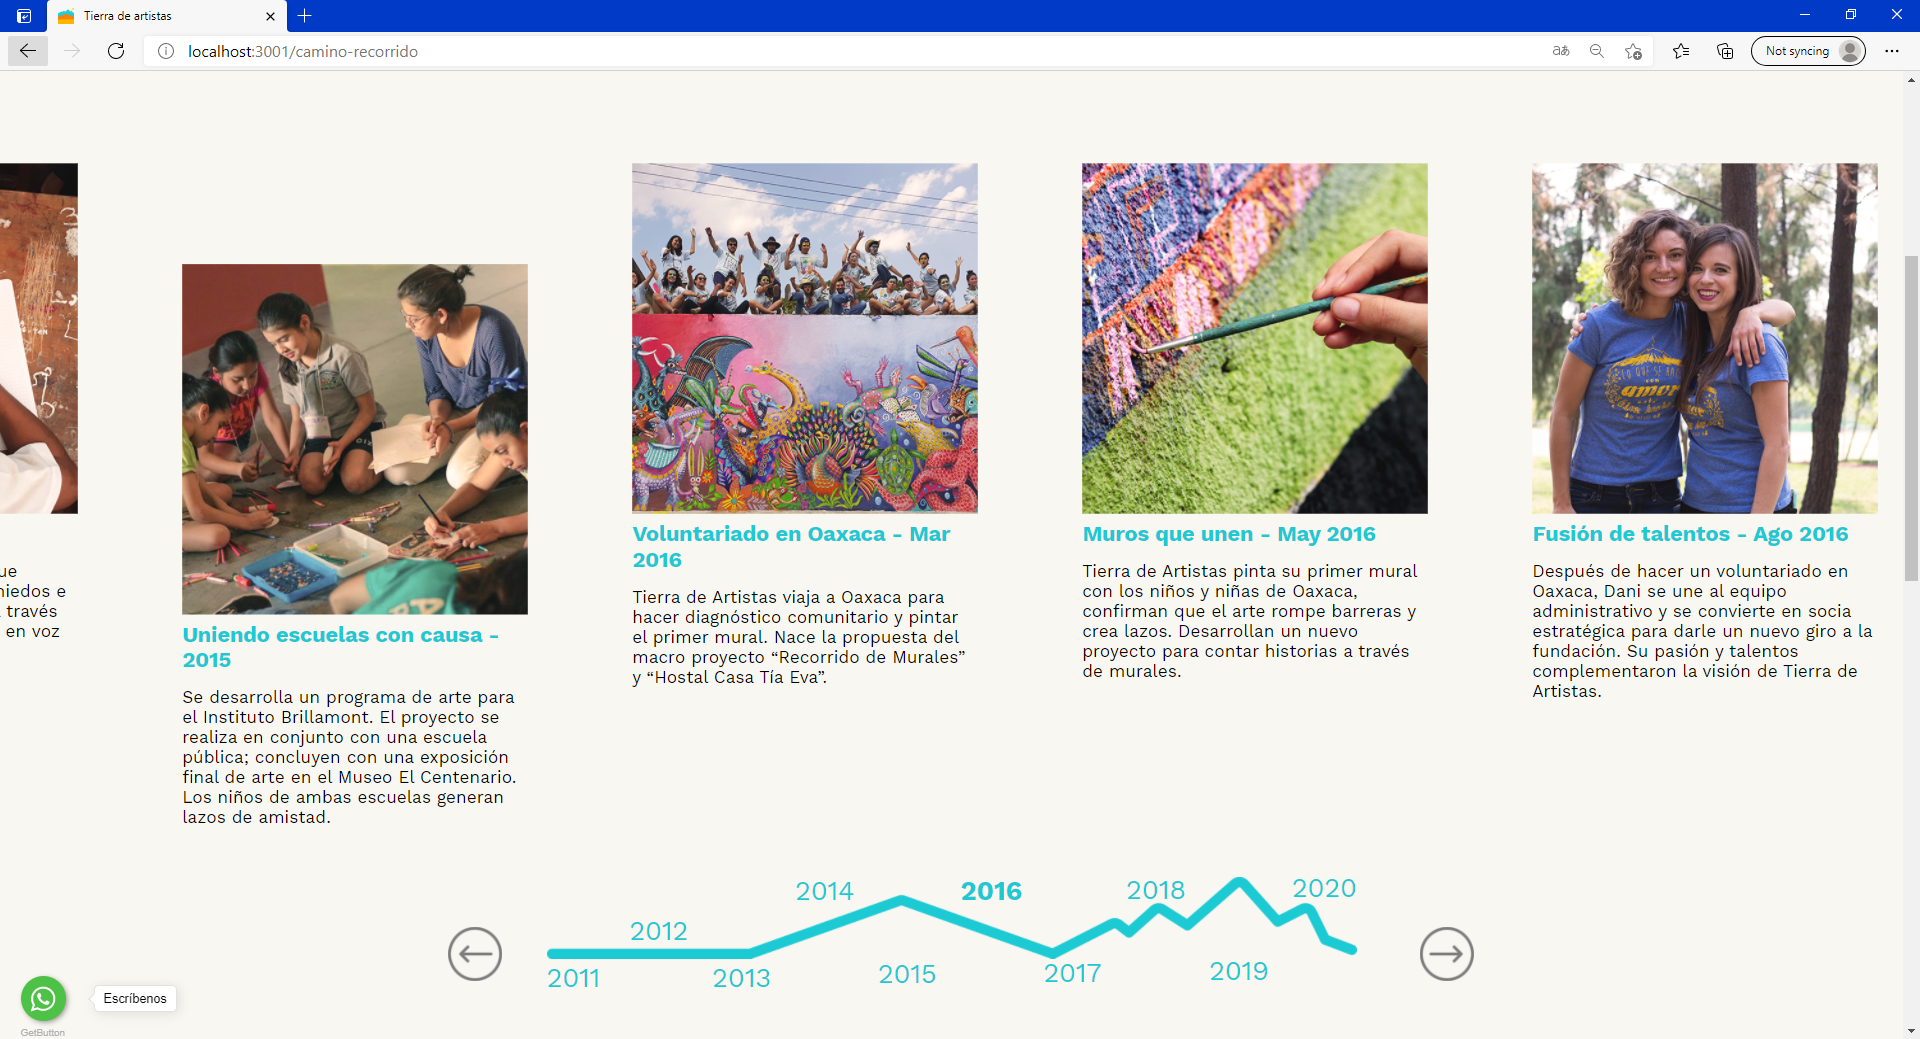 Tierra de artistas
localhost:3001/camino-recorrido
aあ
Not syncing
ue
niedos e
través
en voz
Uniendo escuelas con causa -
2015
Se desarrolla un programa de arte para
el Instituto Brillamont. El proyecto se
realiza en conjunto con una escuela
pública; concluyen con una exposición
final de arte en el Museo El Centenario.
Los niños de ambas escuelas generan
lazos de amistad.
Voluntariado en Oaxaca - Mar
2016
Tierra de Artistas viaja a Oaxaca para
hacer diagnóstico comunitario y pintar
el primer mural. Nace la propuesta del
macro proyecto “Recorrido de Murales”
y “Hostal Casa Tía Eva”.
Muros que unen - May 2016
Tierra de Artistas pinta su primer mural
con los niños y niñas de Oaxaca,
confirman que el arte rompe barreras y
crea lazos. Desarrollan un nuevo
proyecto para contar historias a través
de murales.
LO QUE SE
amor
Fusión de talentos - Ago 2016
Después de hacer un voluntariado en
Oaxaca, Dani se une al equipo
administrativo y se convierte en socia
estratégica para darle un nuevo giro a la
fundación. Su pasión y talentos
complementaron la visión de Tierra de
Artistas.
2011
2012
2013
2014
2015
2016
2017
2018
2019
2020
Escríbenos
GetButton